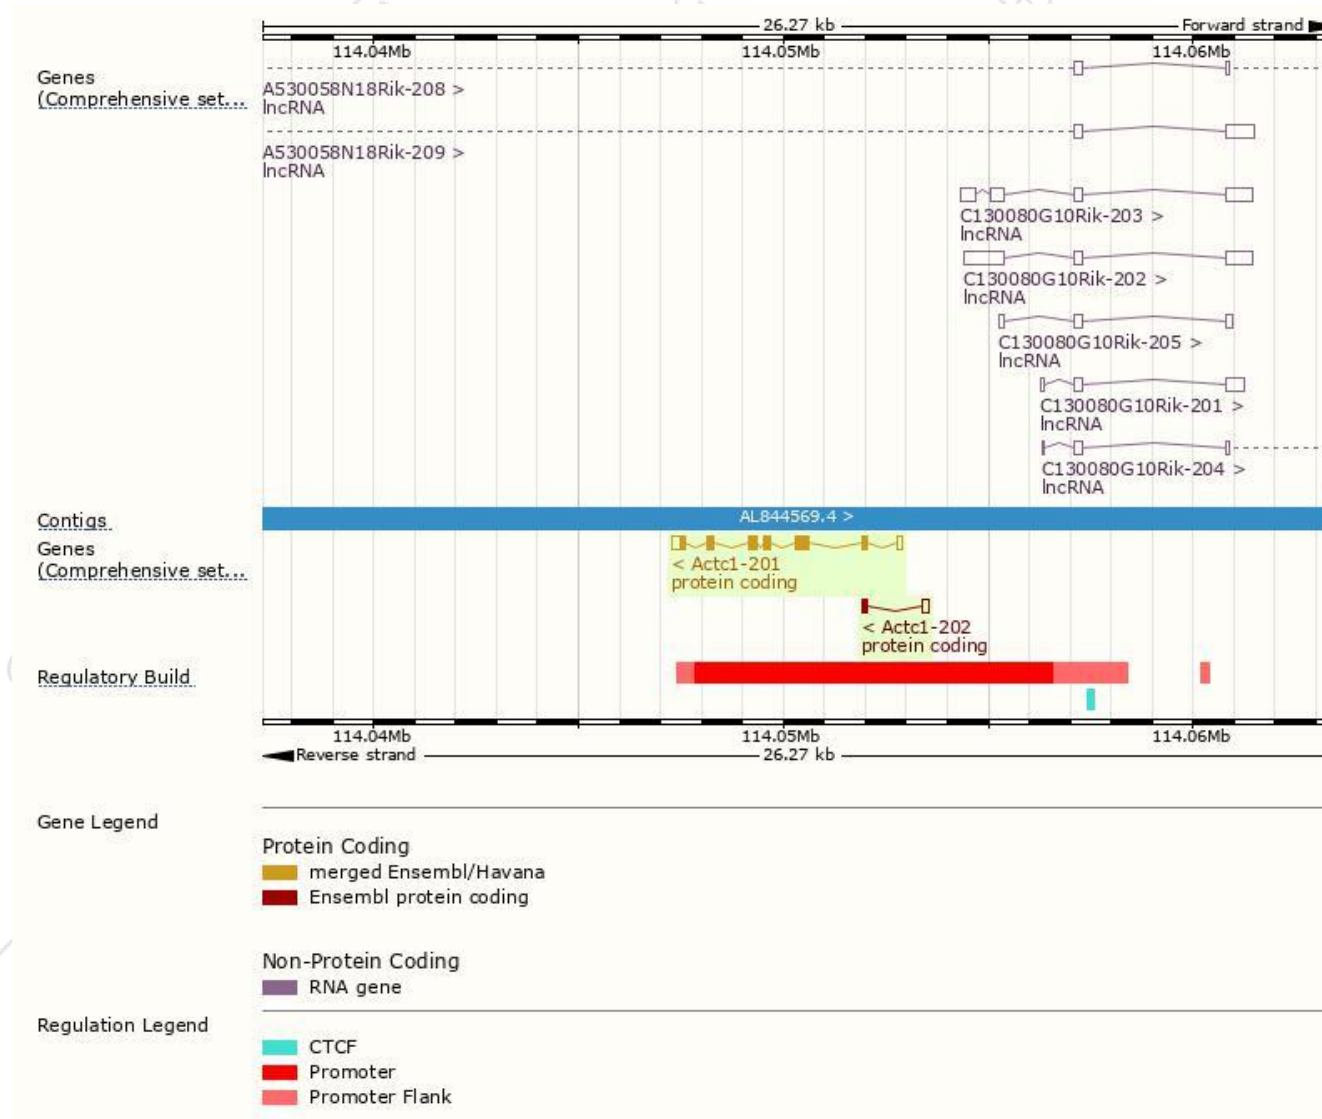 26.27 kb Forward strand
114.04Mb 114.05Mb 114.06Mb
Genes
(Comprehensive set...
A530058N18Rik-208 >
lncRNA
A530058N18Rik-209 >
lncRNA
C130080G10Rik-203 >
lncRNA
C130080G10Rik-202 >
lncRNA
C130080G10Rik-205 >
lncRNA
C130080G10Rik-201 >
lncRNA
C130080G10Rik-204 >
lncRNA
Contigs
AL844569.4 >
Genes
(Comprehensive set...
< Actc1-201
protein coding
< Actc1-202
protein coding
Regulatory Build
114.04Mb 114.05Mb 114.06Mb
Reverse strand 26.27 kb
Gene Legend
Protein Coding
merged Ensembl/Havana
Ensembl protein coding
Non-Protein Coding
RNA gene
Regulation Legend
CTCF
Promoter
Promoter Flank